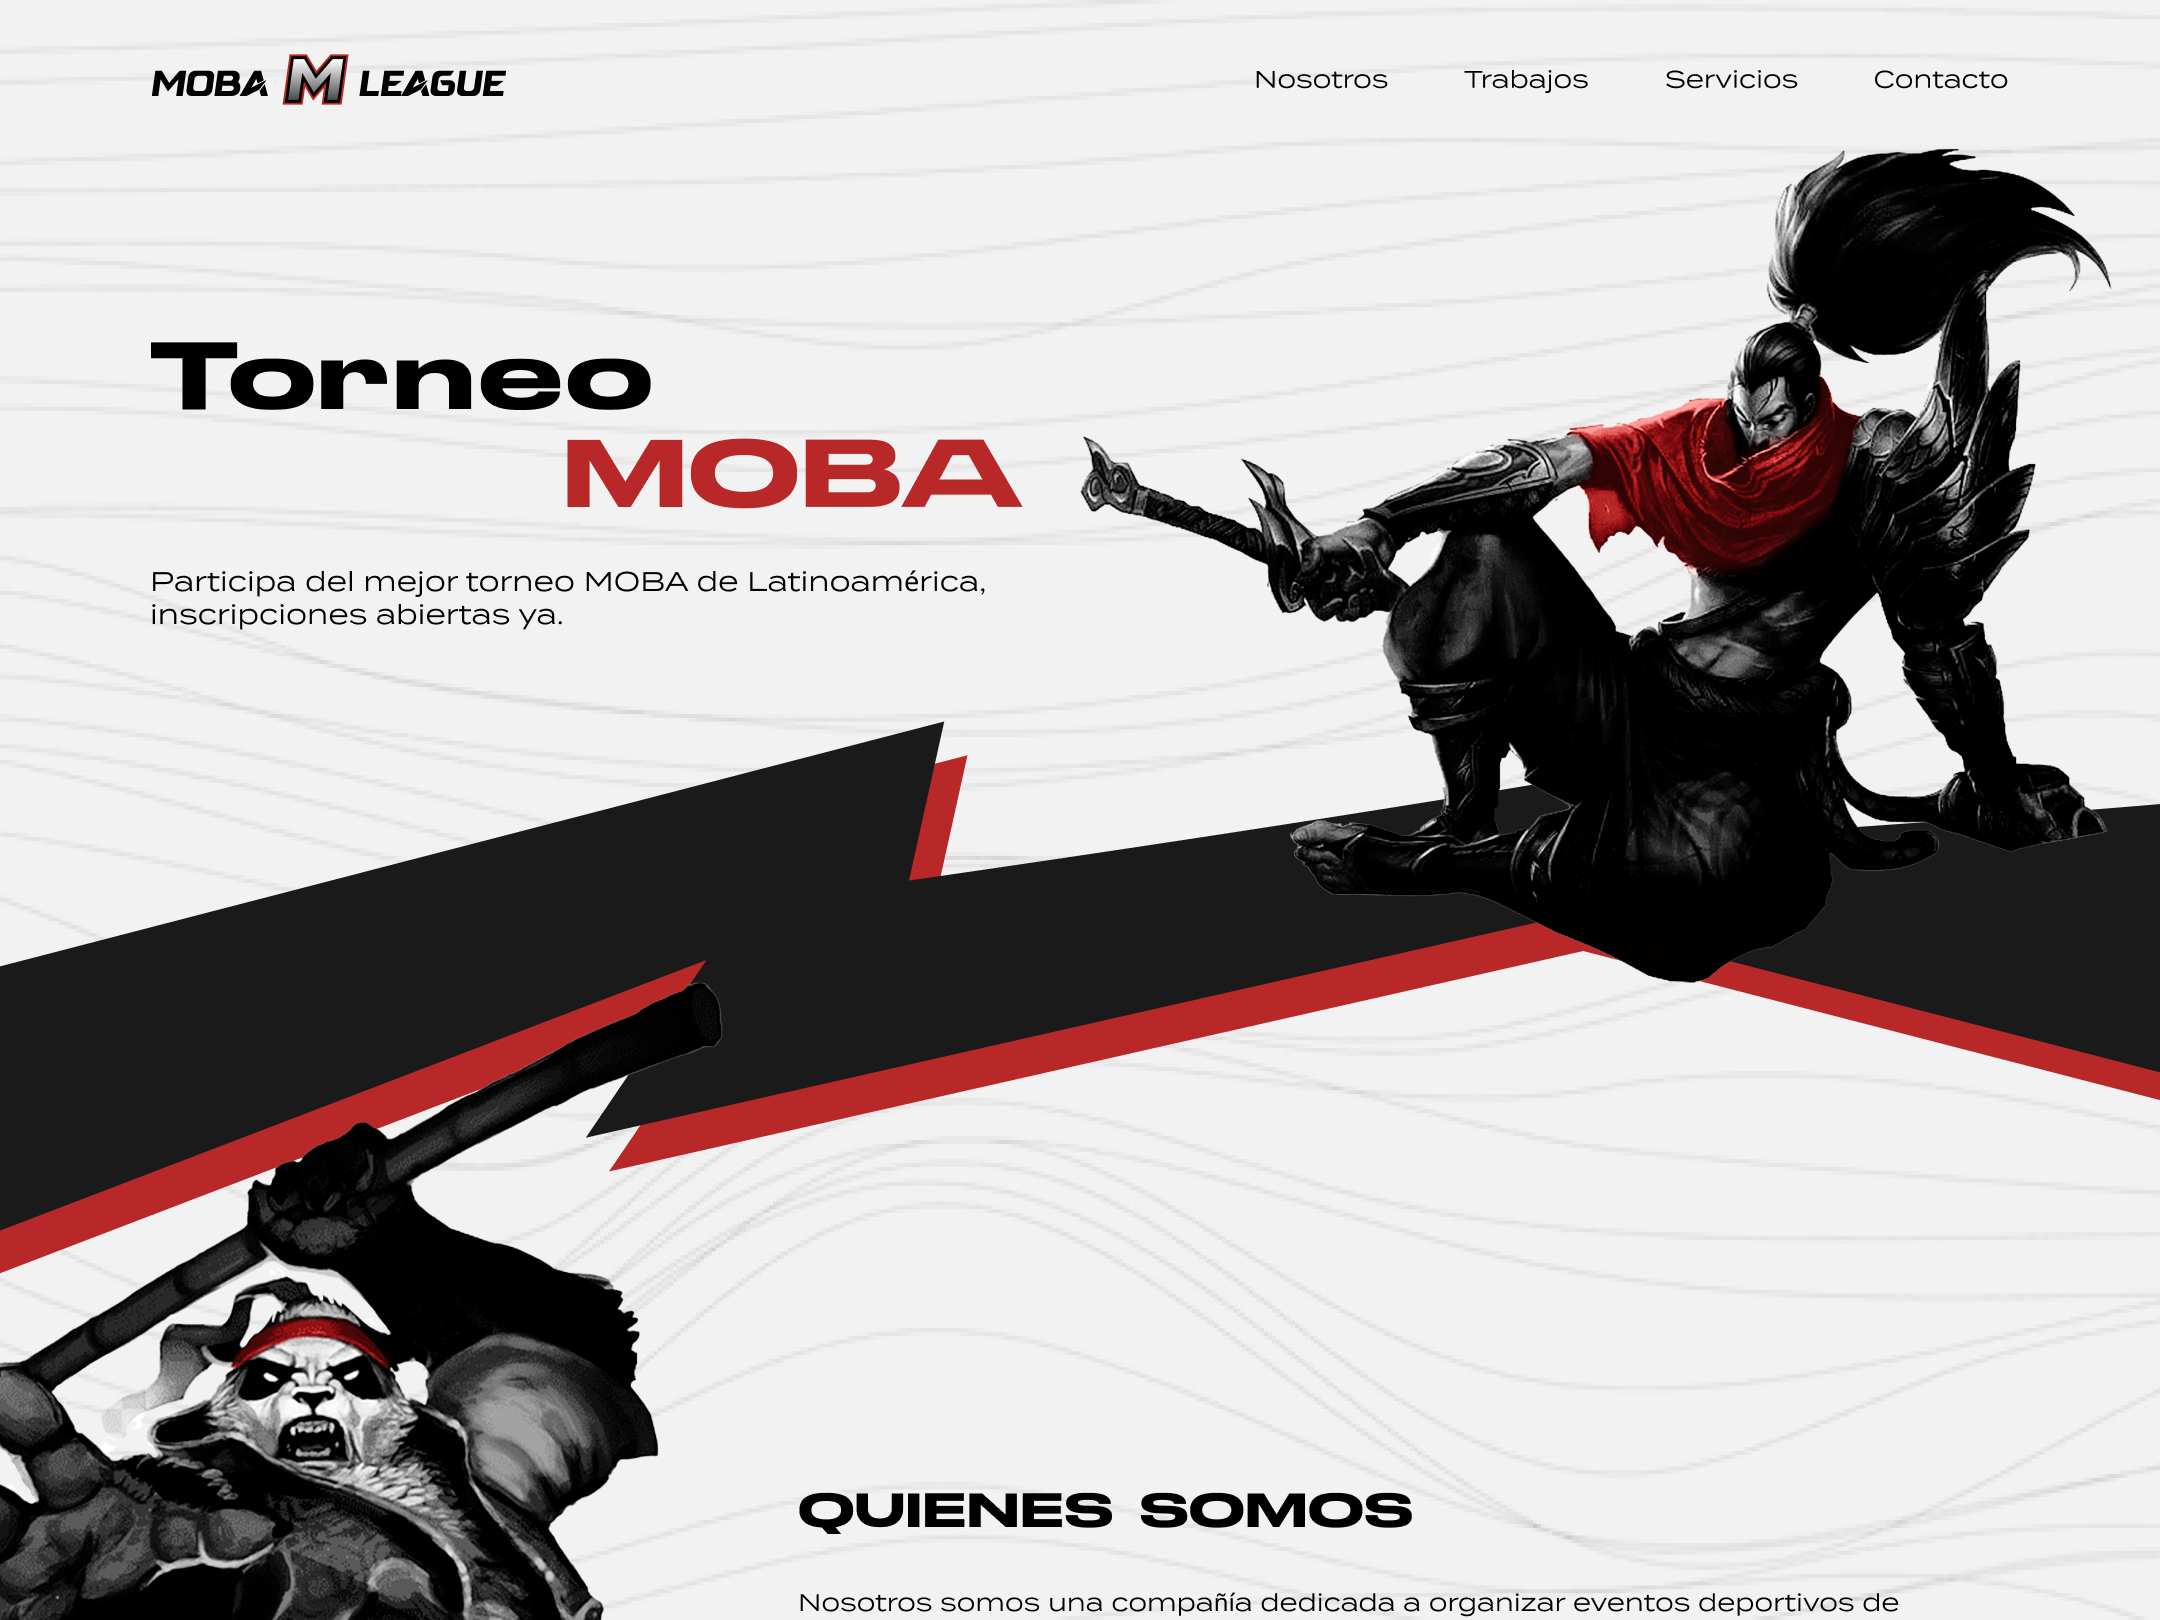 MOBA M LEAGUE
Nosotros Trabajos Servicios Contacto
Torneo
MOBA
Participa del mejor torneo MOBA de Latinoamérica,
inscripciones abiertas ya.
QUIENES SOMOS
Nosotros somos una compañía dedicada a organizar eventos deportivos de